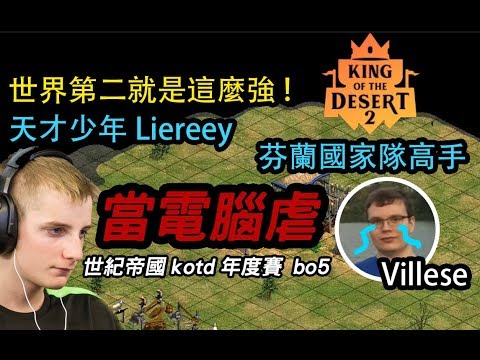 世界第二就是這麼強！
天才少年 Liereey
KING
OF THE
DESERT
2
芬蘭國家隊高手
當電腦虐
世紀帝國 kotd 年度賽 bo5
Villese